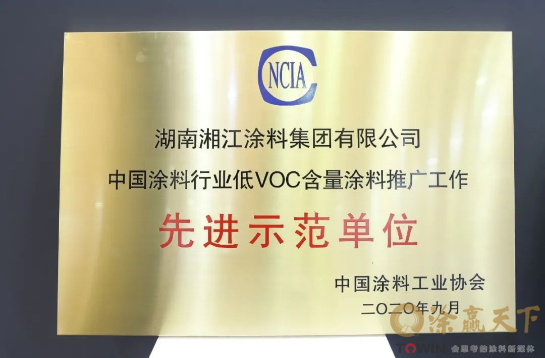 NCIA
湖南湘江涂料集团有限公司
中国涂料行业低VOC含量涂料推广工作
先进示范单位
中国涂料工业协会
二〇二〇年九月
涂赢天下